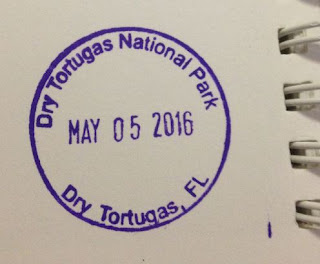 Dry Tortugas National Park
MAY 05 2016
Dry Tortugas, FL